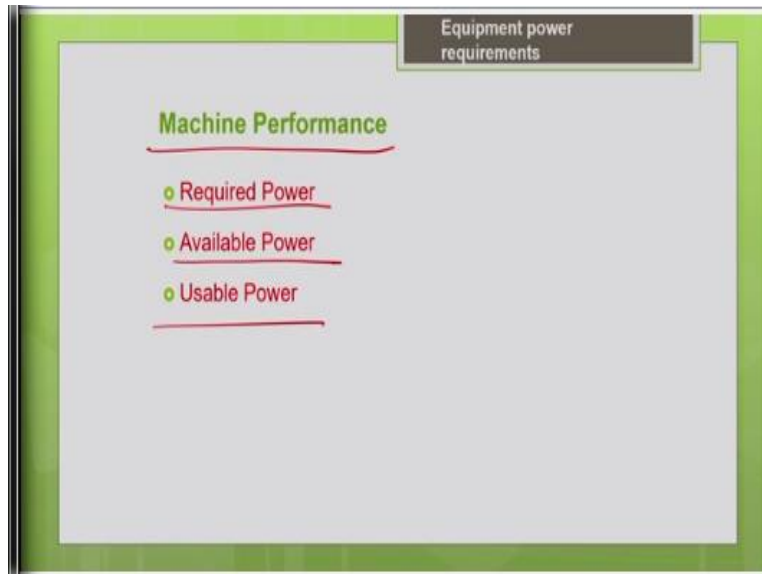 Equipment power
requirements
Machine Performance
Required Power
Available Power
Usable Power